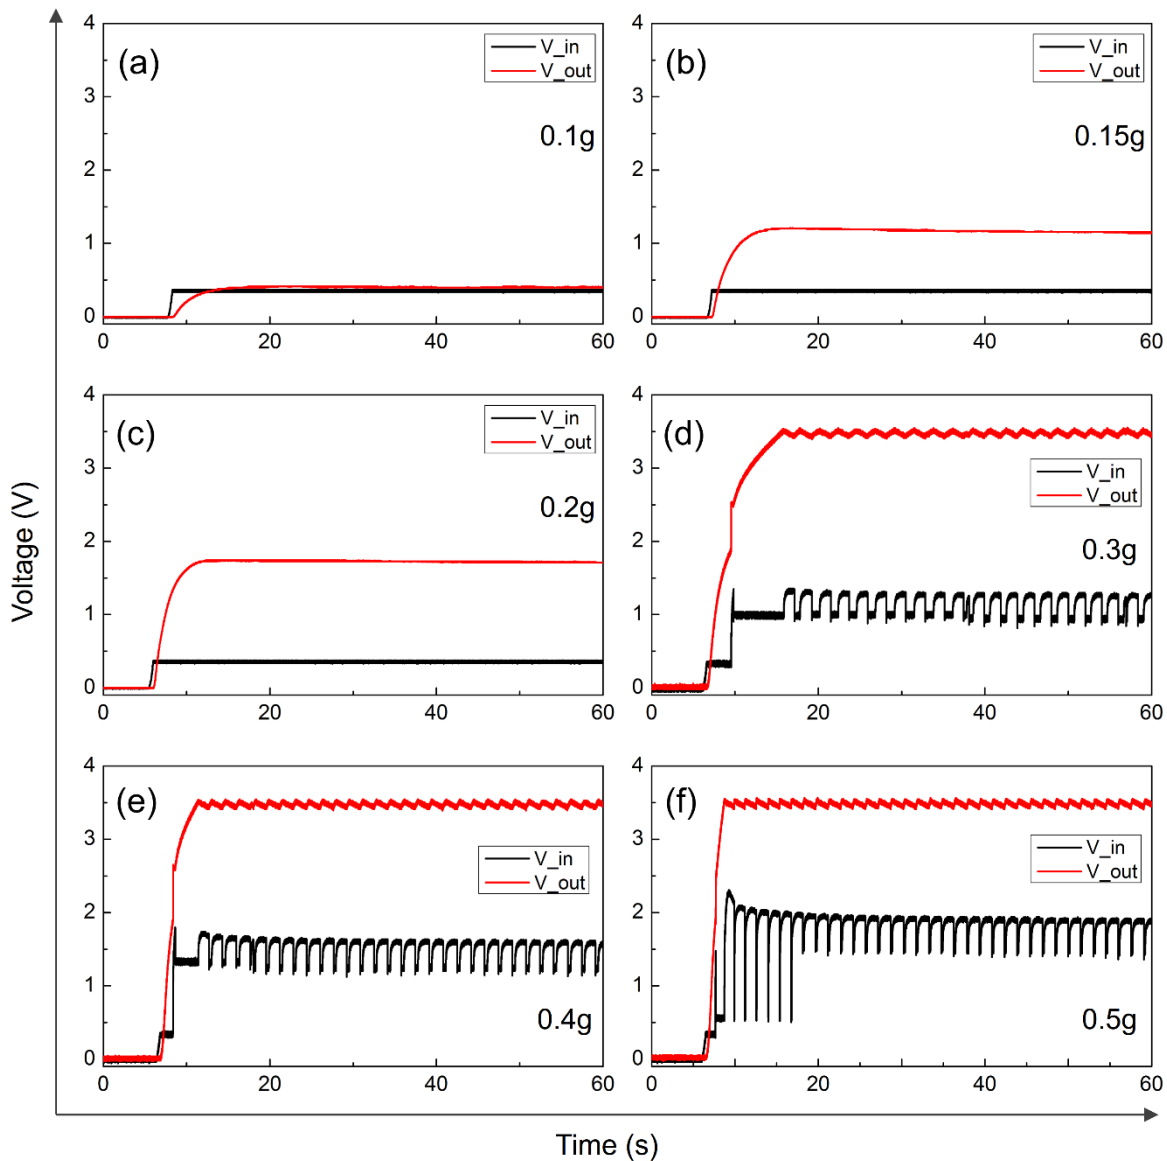 (a)
V_in
V_out
0.1g
4
3
2
1
0
0 20 40 60
(b)
V_in
V_out
0.15g
4
3
2
1
0
0 20 40 60
(c)
V_in
V_out
0.2g
4
3
2
1
0
0 20 40 60
(d)
V_in
V_out
0.3g
4
3
2
1
0
0 20 40 60
(e)
V_in
V_out
0.4g
4
3
2
1
0
0 20 40 60
(f)
V_in
V_out
0.5g
4
3
2
1
0
0 20 40 60
Voltage (V)
Time (s)